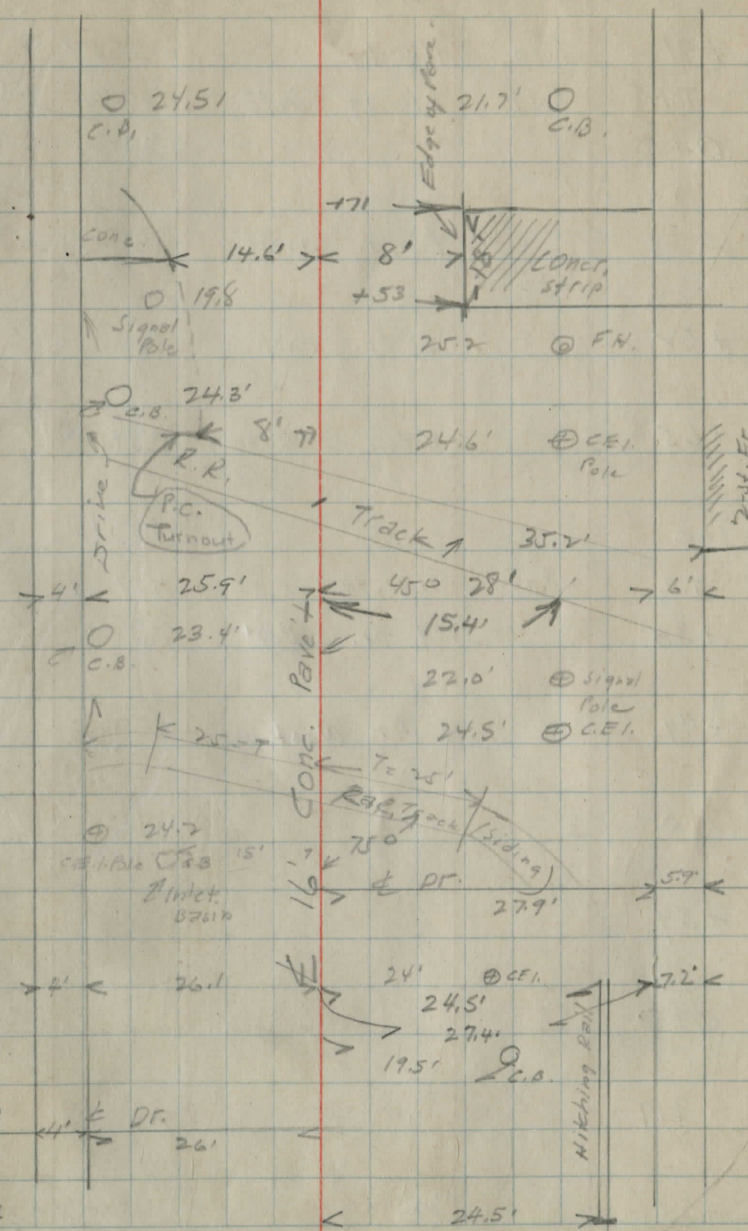 24.5'
C.B.
Edge of Pave.
21.7'
C.B.
+71
Conc.
14.6'
8'
18'
Concr.
Strip
+53
19.8
Signal
Pole
25.2
F.H.
24.3'
C.B.
8'
24.6'
C.E.I.
Pole
R.R.
P.C.
Turnout
Drive
Track
35.2'
4'
25.9'
45°
28'
6'
15.4'
23.4'
C.B.
22.0'
Signal
Pole
24.5'
C.E.I.
T = 25'
R.R. Track
(Siding)
75°
24.2
C.E.I. Pole
15'
Inlet
Basin
₵ 16' Conc. Pave't
₵ Dr.
27.9'
5.9'
4'
26.1
24'
C.E.I.
24.5'
27.4'
7.2'
19.5'
C.B.
Hitching Rail
₵ Dr.
4'
26'
24.5'